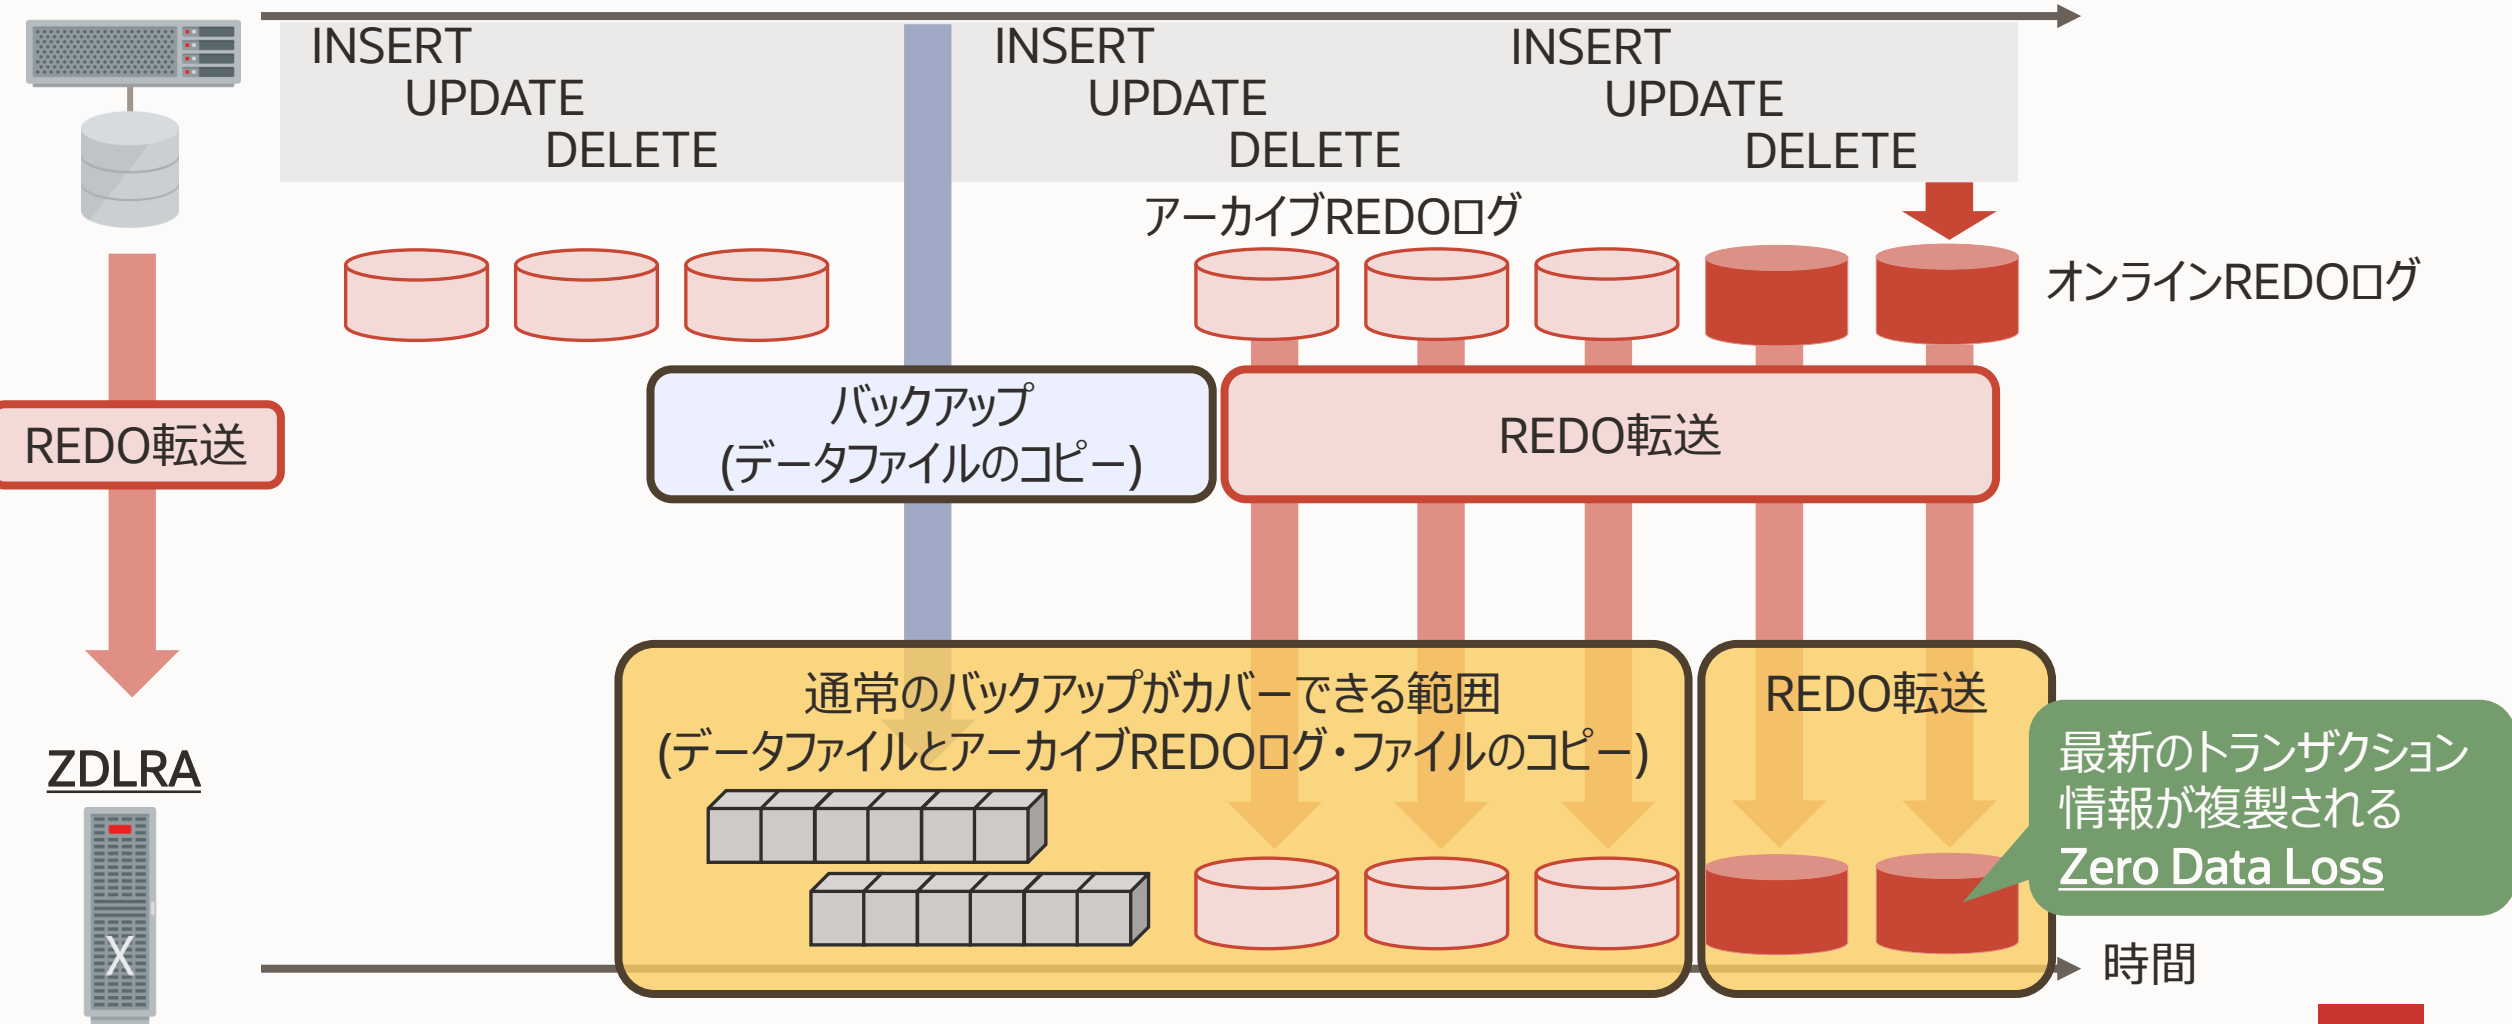 INSERT
UPDATE
DELETE
INSERT
UPDATE
DELETE
INSERT
UPDATE
DELETE
アーカイブREDOログ
オンラインREDOログ
REDO転送
バックアップ
(データファイルのコピー)
REDO転送
通常のバックアップがカバーできる範囲
(データファイルとアーカイブREDOログ・ファイルのコピー)
REDO転送
最新のトランザクション
情報が複製される
Zero Data Loss
ZDLRA
X
時間